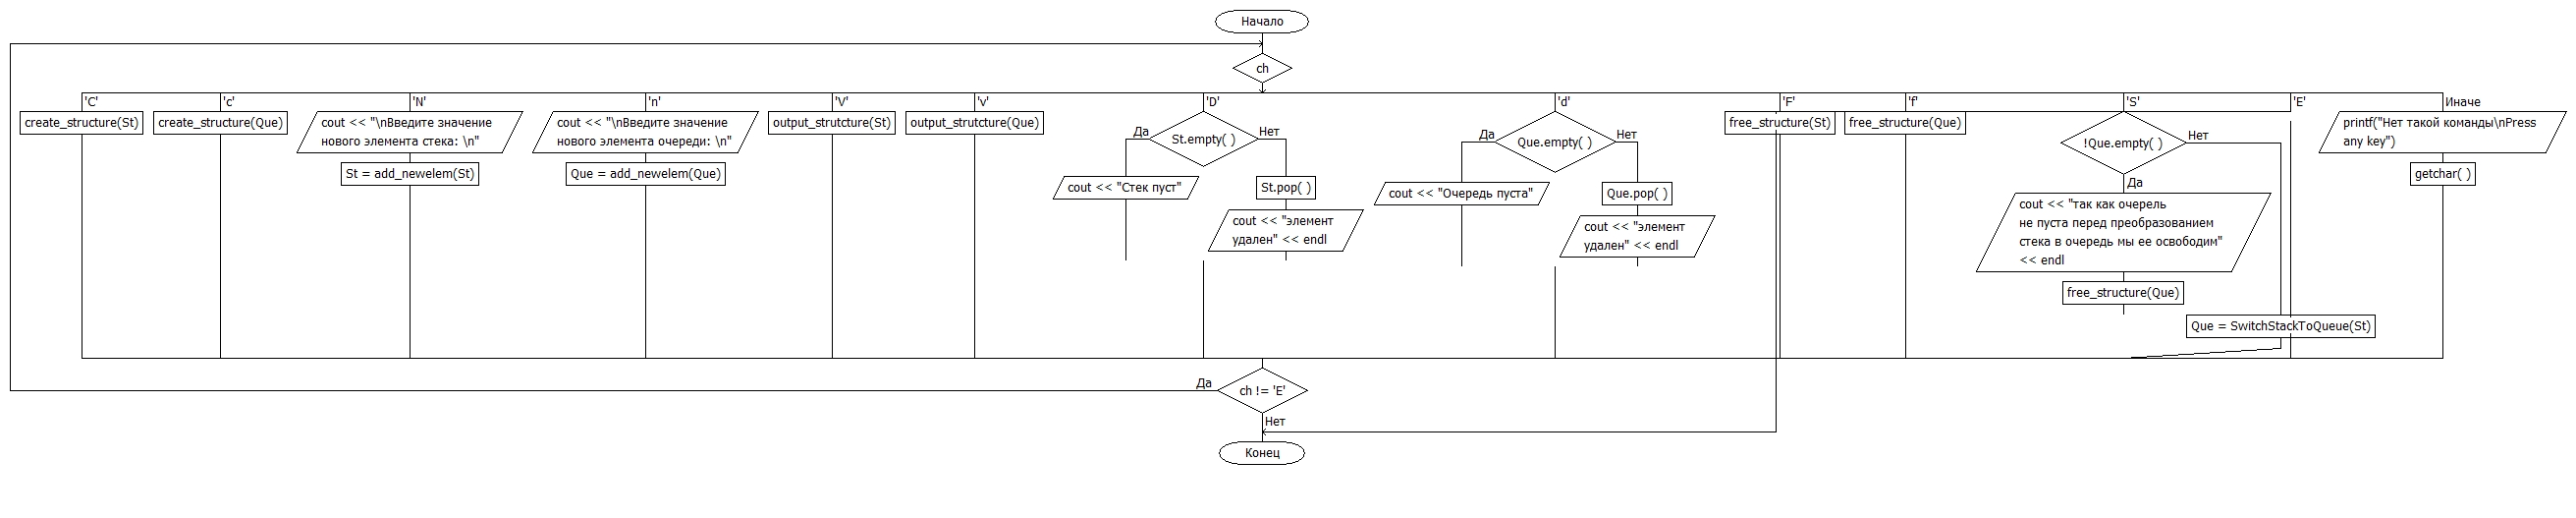 Начало
ch
'C'
'c'
'N'
'n'
'V'
'v'
'D'
'd'
'F'
'f'
'S'
'E'
Иначе
create_structure(St)
create_structure(Que)
cout << "\nВведите значение
нового элемента стека: \n"
St = add_newelem(St)
cout << "\nВведите значение
нового элемента очереди: \n"
Que = add_newelem(Que)
output_strutcture(St)
output_strutcture(Que)
Да
St.empty( )
Нет
cout << "Стек пуст"
St.pop( )
cout << "элемент
удален" << endl
Да
Que.empty( )
Нет
cout << "Очередь пуста"
Que.pop( )
cout << "элемент
удален" << endl
free_structure(St)
free_structure(Que)
!Que.empty( )
Нет
Да
cout << "так как очерель
не пуста перед преобразованием
стека в очередь мы ее освободим"
<< endl
free_structure(Que)
Que = SwitchStackToQueue(St)
printf("Нет такой команды\nPress
any key")
getchar( )
Да
ch != 'E'
Нет
Конец